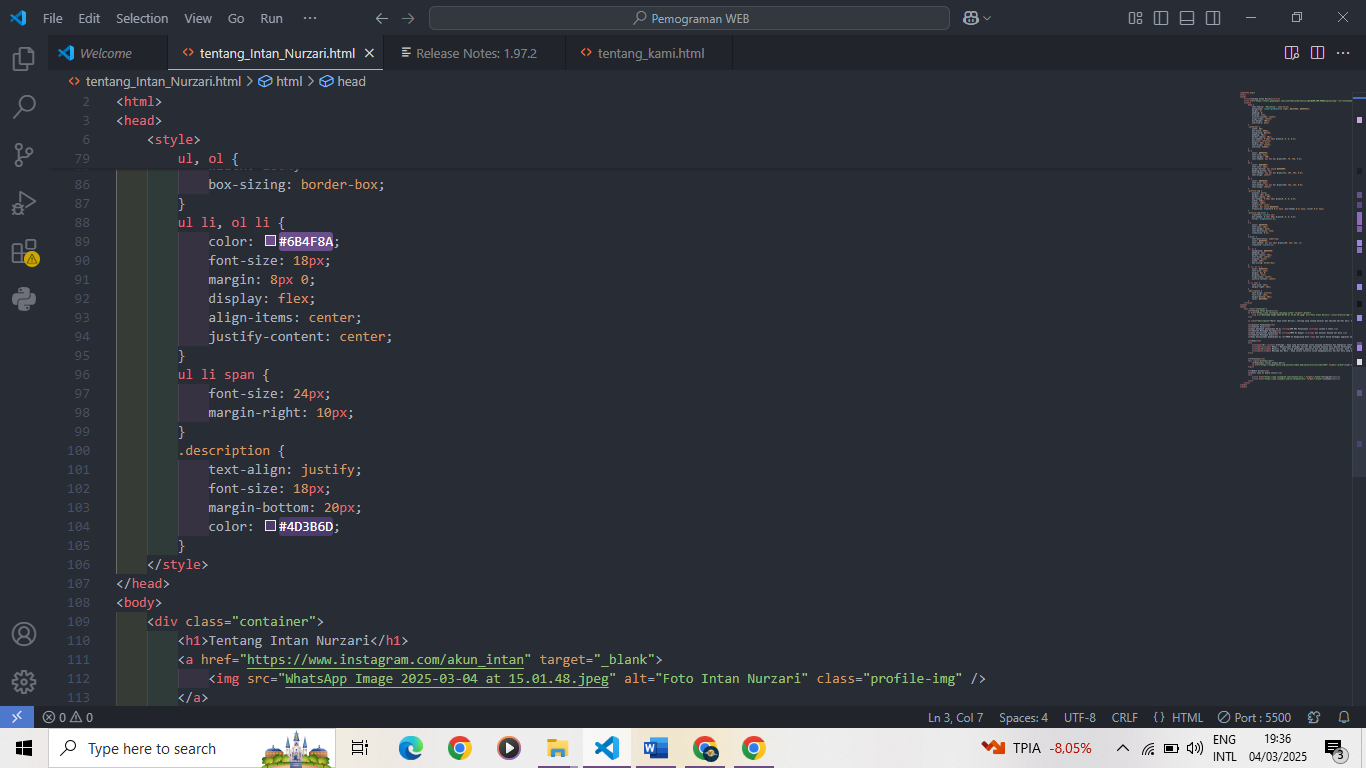 File Edit Selection View Go Run ··· Pemograman WEB
Welcome tentang_Intan_Nurzari.html Release Notes: 1.97.2 tentang_kami.html
tentang_Intan_Nurzari.html > html > head
2 <html>
3 <head>
6 <style>
79 ul, ol {
86 box-sizing: border-box;
87 }
88 ul li, ol li {
89 color: #6B4F8A;
90 font-size: 18px;
91 margin: 8px 0;
92 display: flex;
93 align-items: center;
94 justify-content: center;
95 }
96 ul li span {
97 font-size: 24px;
98 margin-right: 10px;
99 }
100 .description {
101 text-align: justify;
102 font-size: 18px;
103 margin-bottom: 20px;
104 color: #4D3B6D;
105 }
106 </style>
107 </head>
108 <body>
109 <div class="container">
110 <h1>Tentang Intan Nurzari</h1>
111 <a href="https://www.instagram.com/akun_intan" target="_blank">
112 <img src="WhatsApp Image 2025-03-04 at 15.01.48.jpeg" alt="Foto Intan Nurzari" class="profile-img" />
113 </a>
0 0 Ln 3, Col 7 Spaces: 4 UTF-8 CRLF {} HTML Port : 5500
Type here to search TPIA -8.05% ENG 19:36
INTL 04/03/2025 3